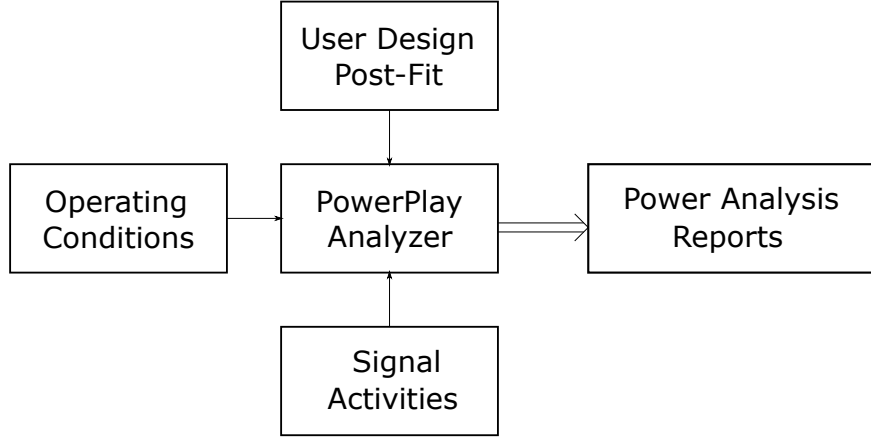 User Design
Post-Fit
Operating
Conditions
PowerPlay
Analyzer
Power Analysis
Reports
Signal
Activities